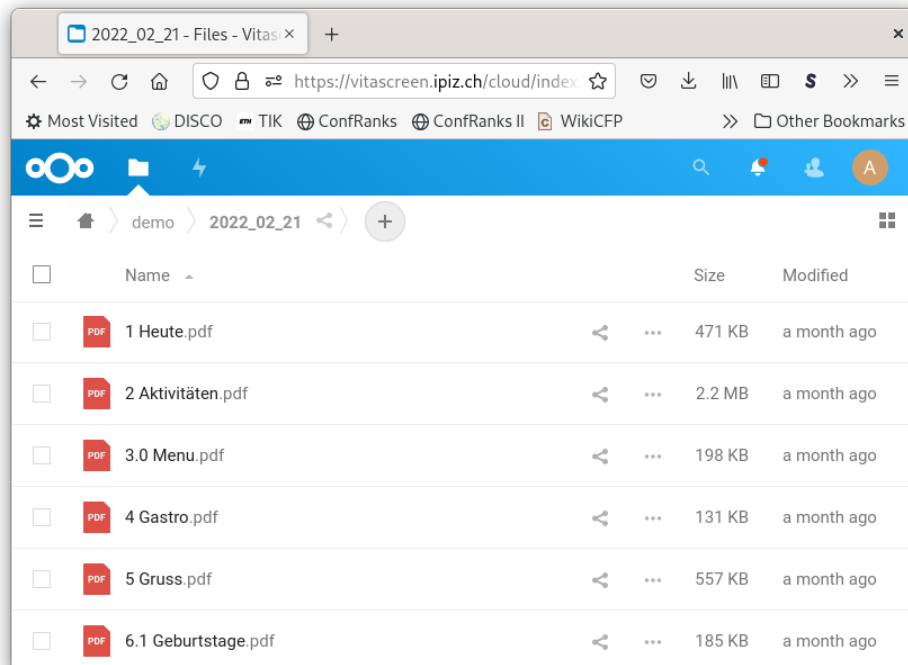 2022_02_21 - Files - Vitas
https://vitascreen.ipiz.ch/cloud/index
Most Visited DISCO ETH TIK ConfRanks ConfRanks II WikiCFP Other Bookmarks
A
demo 2022_02_21 +
Name Size Modified
PDF 1 Heute.pdf 471 KB a month ago
PDF 2 Aktivitäten.pdf 2.2 MB a month ago
PDF 3.0 Menu.pdf 198 KB a month ago
PDF 4 Gastro.pdf 131 KB a month ago
PDF 5 Gruss.pdf 557 KB a month ago
PDF 6.1 Geburtstage.pdf 185 KB a month ago